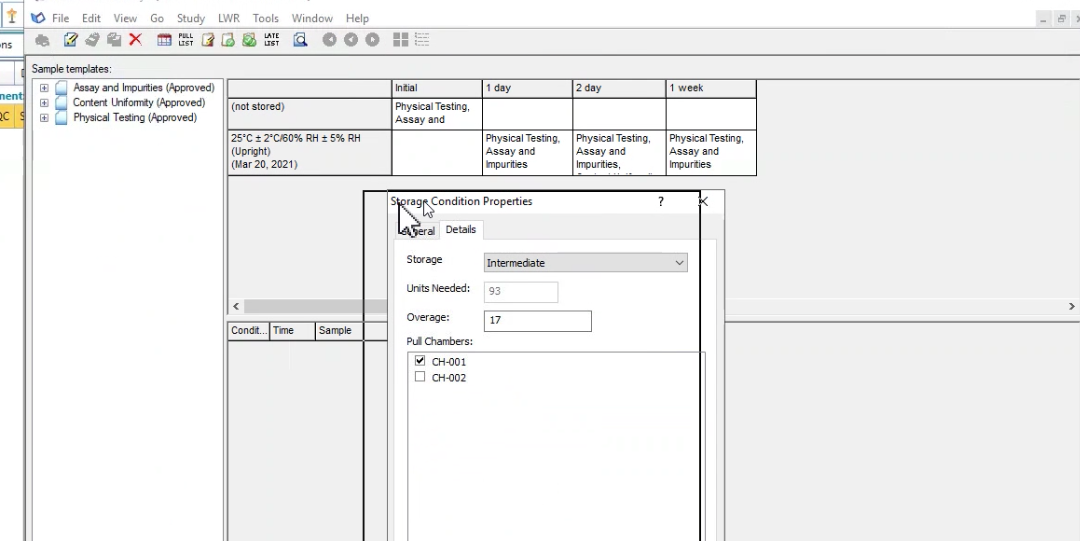 ons
File Edit View Go Study LWR Tools Window Help
PULL LIST
LATE LIST
Sample templates:
Assay and Impurities (Approved)
Content Uniformity (Approved)
Physical Testing (Approved)
ment
QC S
Initial 1 day 2 day 1 week
(not stored)
Physical Testing,
Assay and
25°C ± 2°C/60% RH ± 5% RH
(Upright)
(Mar 20, 2021)
Physical Testing,
Assay and
Impurities
Physical Testing,
Assay and
Impurities,
Physical Testing,
Assay and
Impurities
Storage Condition Properties
?
General Details
Storage Intermediate
Units Needed: 93
Overage: 17
Pull Chambers:
CH-001
CH-002
Condit... Time Sample